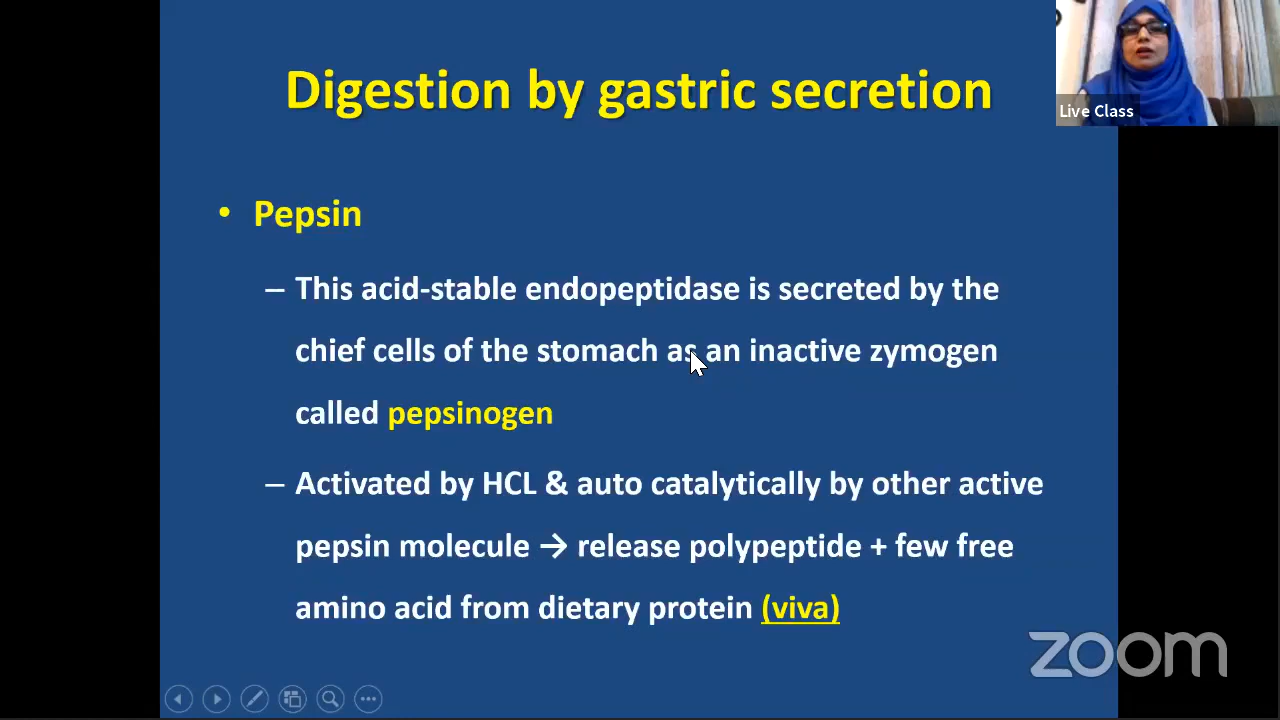 Digestion by gastric secretion
Live Class
• Pepsin
– This acid-stable endopeptidase is secreted by the
chief cells of the stomach as an inactive zymogen
called pepsinogen
– Activated by HCL & auto catalytically by other active
pepsin molecule → release polypeptide + few free
amino acid from dietary protein (viva)
zoom